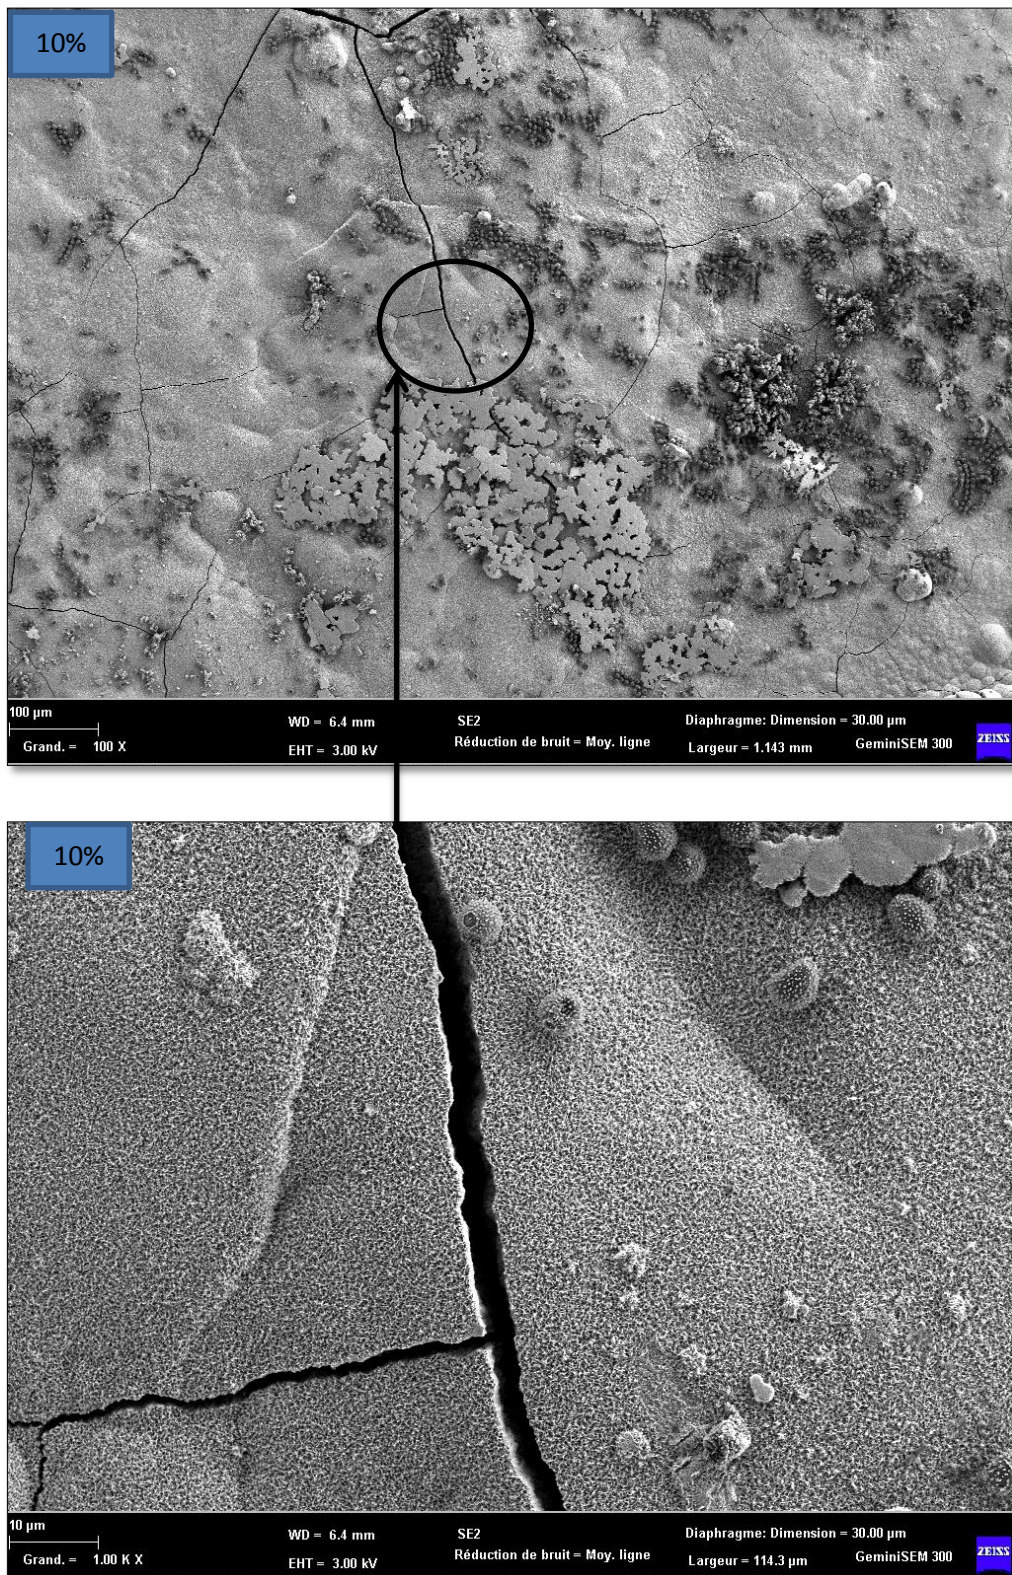 10%
100 µm
WD = 6.4 mm
SE2
Diaphragme: Dimension = 30.00 µm
Grand. = 100 X
EHT = 3.00 kV
Réduction de bruit = Moy. ligne
Largeur = 1.143 mm
GeminiSEM 300
ZEISS
10%
10 µm
WD = 6.4 mm
SE2
Diaphragme: Dimension = 30.00 µm
Grand. = 1.00 K X
EHT = 3.00 kV
Réduction de bruit = Moy. ligne
Largeur = 114.3 µm
GeminiSEM 300
ZEISS